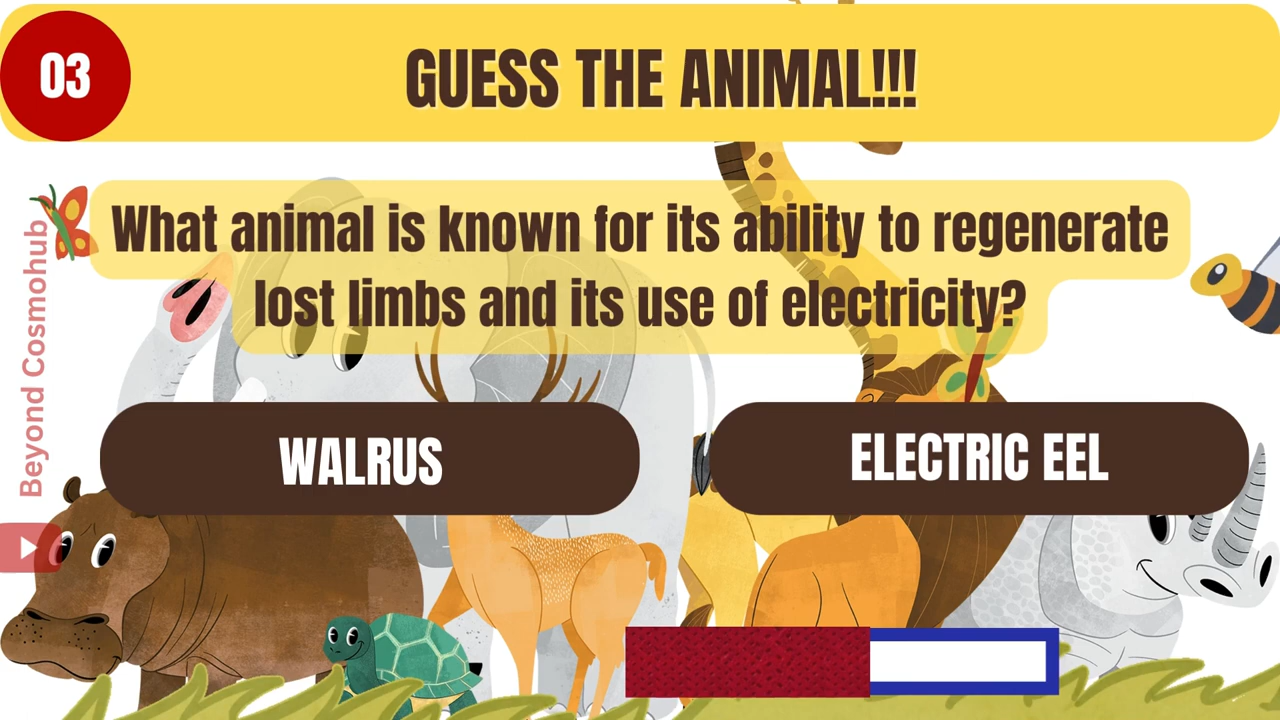 03
GUESS THE ANIMAL!!!
What animal is known for its ability to regenerate
lost limbs and its use of electricity?
WALRUS
ELECTRIC EEL
Beyond Cosmohub